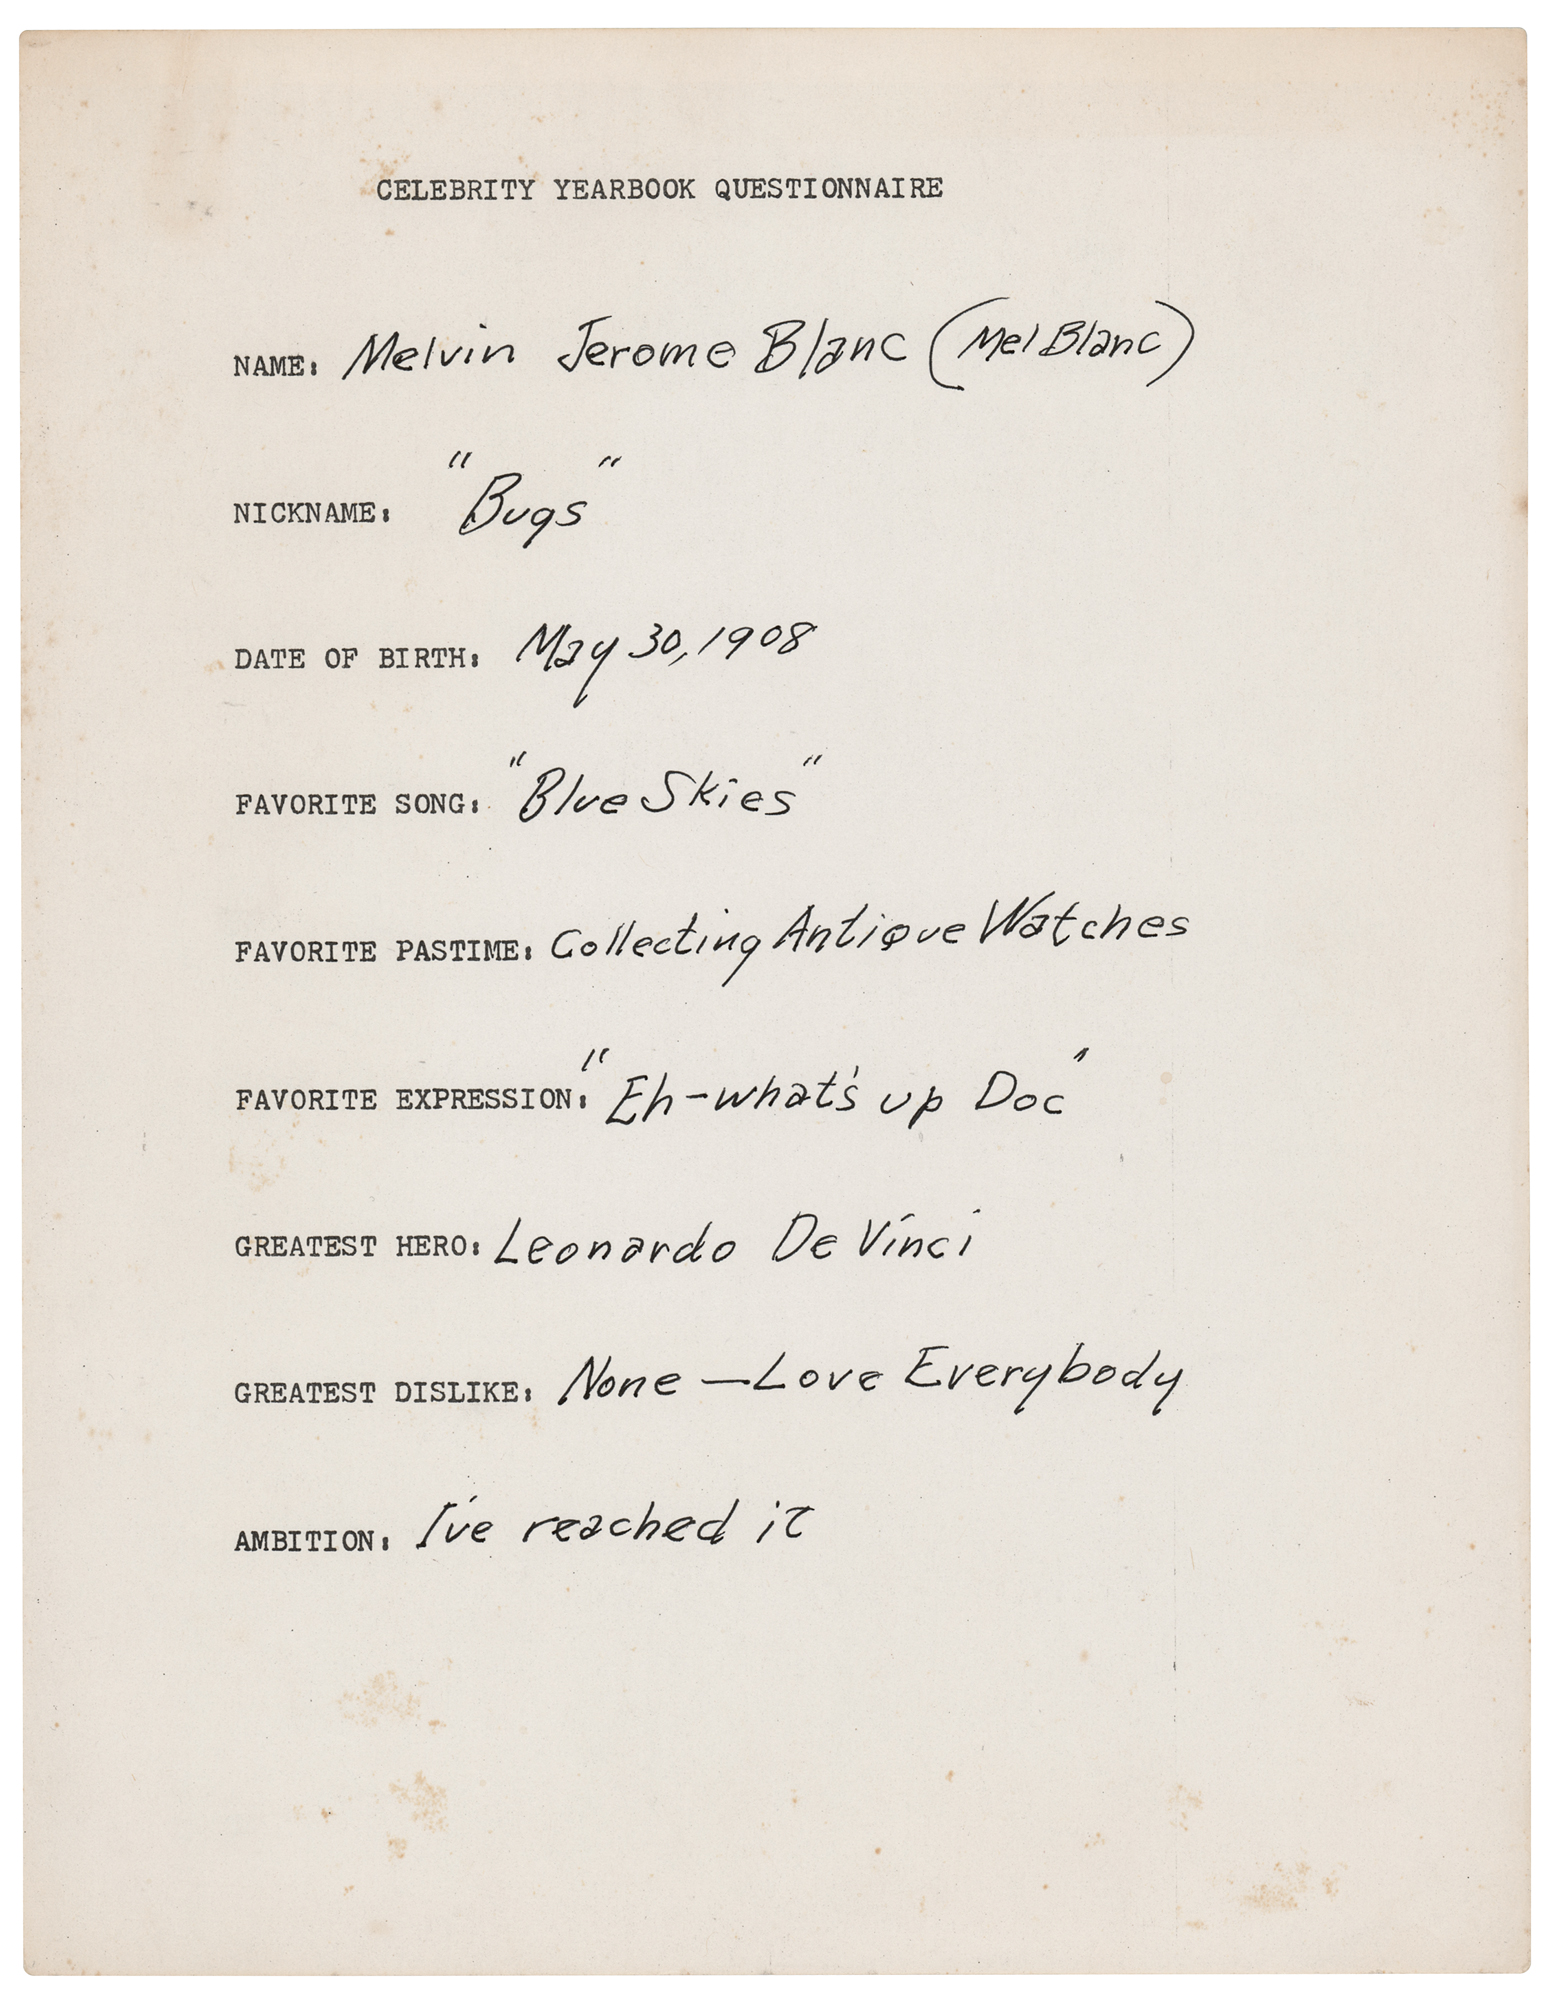 CELEBRITY YEARBOOK QUESTIONNAIRE
NAME: Melvin Jerome Blanc (Mel Blanc)
NICKNAME: "Bugs"
DATE OF BIRTH: May 30, 1908
FAVORITE SONG: "Blue Skies"
FAVORITE PASTIME: Collecting Antique Watches
FAVORITE EXPRESSION: "Eh-what's up Doc"
GREATEST HERO: Leonardo De Vinci
GREATEST DISLIKE: None — Love Everybody
AMBITION: I've reached it